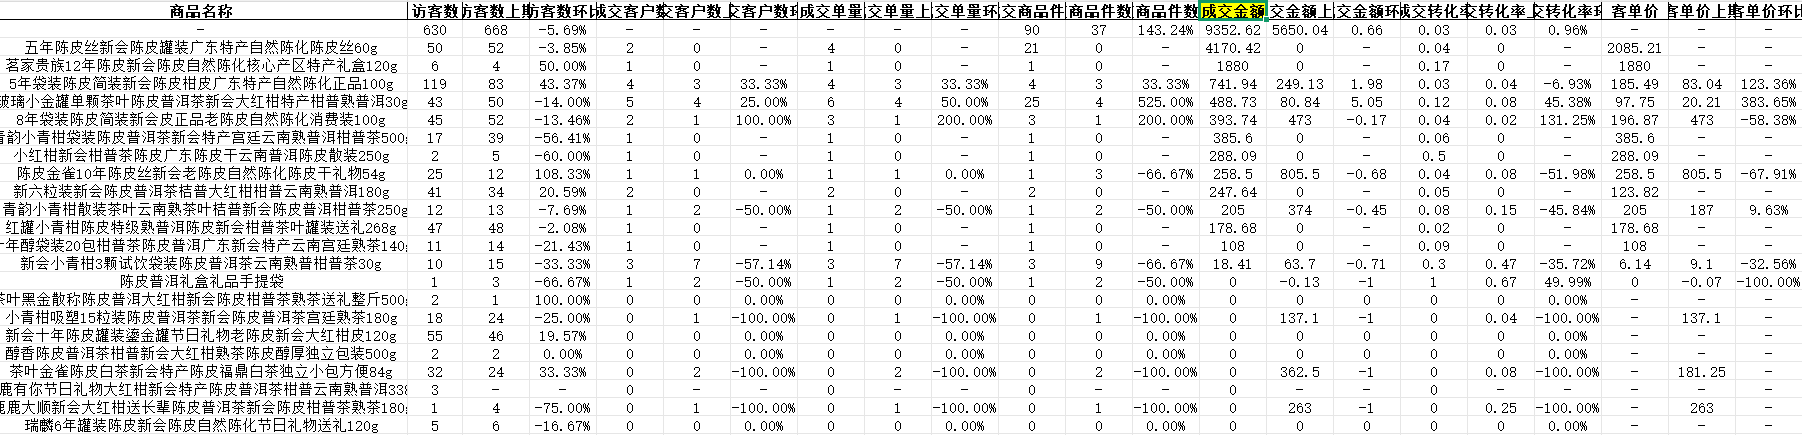 商品名称 访客数 访客数上期 访客数环比 成交客户数 交客户数上 交客户数环 成交单量 交单量上 交单量环 交商品件 商品件数 商品件数 成交金额 交金额上 交金额环 成交转化率 交转化率上 交转化率环 客单价 客单价上期 客单价环比
- 630 668 -5.69% 90 37 143.24% 9352.62 5650.04 0.66 0.03 0.03 0.96%
五年陈皮丝新会陈皮罐装广东特产自然陈化陈皮丝60g 50 52 -3.85% 2 0 - 4 0 - 21 0 - 4170.42 0 - 0.04 0 - 2085.21
茗家贵族12年陈皮新会陈皮自然陈化核心产区特产礼盒120g 6 4 50.00% 1 0 - 1 0 - 1 0 - 1880 0 - 0.17 0 - 1880
5年袋装陈皮简装新会陈皮柑皮广东特产自然陈化正品100g 119 83 43.37% 4 3 33.33% 4 3 33.33% 4 3 33.33% 741.94 249.13 1.98 0.03 0.04 -6.93% 185.49 83.04 123.36%
玻璃小金罐单颗茶叶陈皮普洱茶新会大红柑特产柑普熟普洱30g 43 50 -14.00% 5 4 25.00% 6 4 50.00% 25 4 525.00% 488.73 80.84 5.05 0.12 0.08 45.38% 97.75 20.21 383.65%
8年袋装陈皮简装新会皮正品老陈皮自然陈化消费装100g 45 52 -13.46% 2 1 100.00% 3 1 200.00% 3 1 200.00% 393.74 473 -0.17 0.04 0.02 131.25% 196.87 473 -58.38%
青韵小青柑袋装陈皮普洱茶新会特产宫廷云南熟普洱柑普茶500g 17 39 -56.41% 1 0 - 1 0 - 1 0 - 385.6 0 - 0.06 0 - 385.6
小红柑新会柑普茶陈皮广东陈皮干云南普洱陈皮散装250g 2 5 -60.00% 1 0 - 1 0 - 1 0 - 288.09 0 - 0.5 0 - 288.09
陈皮金雀10年陈皮丝新会老陈皮自然陈化陈皮干礼物54g 25 12 108.33% 1 1 0.00% 1 1 0.00% 1 3 -66.67% 258.5 805.5 -0.68 0.04 0.08 -51.98% 258.5 805.5 -67.91%
新六粒装新会陈皮普洱茶桔普大红柑柑普云南熟普洱180g 41 34 20.59% 2 0 - 2 0 - 2 0 - 247.64 0 - 0.05 0 - 123.82
青韵小青柑散装茶叶云南熟茶叶桔普新会陈皮普洱柑普茶250g 12 13 -7.69% 1 2 -50.00% 1 2 -50.00% 1 2 -50.00% 205 374 -0.45 0.08 0.15 -45.84% 205 187 9.63%
红罐小青柑陈皮特级熟普洱陈皮新会柑普茶叶罐装送礼268g 47 48 -2.08% 1 0 - 1 0 - 1 0 - 178.68 0 - 0.02 0 - 178.68
十年醇袋装20包柑普茶陈皮普洱广东新会特产云南宫廷熟茶140g 11 14 -21.43% 1 0 - 1 0 - 1 0 - 108 0 - 0.09 0 - 108
新会小青柑3颗试饮袋装陈皮普洱茶云南熟普柑普茶30g 10 15 -33.33% 3 7 -57.14% 3 7 -57.14% 3 9 -66.67% 18.41 63.7 -0.71 0.3 0.47 -35.72% 6.14 9.1 -32.56%
陈皮普洱礼盒礼品手提袋 1 3 -66.67% 1 2 -50.00% 1 2 -50.00% 1 2 -50.00% 0 -0.13 -1 1 0.67 49.99% 0 -0.07 -100.00%
茶叶黑金散称陈皮普洱大红柑新会陈皮柑普茶熟茶送礼整斤500g 2 1 100.00% 0 0 0.00% 0 0 0.00% 0 0 0.00% 0 0 0 0 0 0.00% - - -
小青柑吸塑15粒装陈皮普洱茶新会陈皮普洱茶宫廷熟茶180g 18 24 -25.00% 0 1 -100.00% 0 1 -100.00% 0 1 -100.00% 0 137.1 -1 0 0.04 -100.00% - 137.1 -
新会十年陈皮罐装鎏金罐节日礼物老陈皮新会大红柑皮120g 55 46 19.57% 0 0 0.00% 0 0 0.00% 0 0 0.00% 0 0 0 0 0 0.00% - - -
醇香陈皮普洱茶柑普新会大红柑熟茶陈皮醇厚独立包装500g 2 2 0.00% 0 0 0.00% 0 0 0.00% 0 0 0.00% 0 0 0 0 0 0.00% - - -
茶叶金雀陈皮白茶新会特产陈皮福鼎白茶独立小包方便84g 32 24 33.33% 0 2 -100.00% 0 2 -100.00% 0 2 -100.00% 0 362.5 -1 0 0.08 -100.00% - 181.25 -
鹿有你节日礼物大红柑新会特产陈皮普洱茶柑普云南熟普洱338 3 - - 0 - - 0 - - 0 - - 0 - - 0 - - - - -
鹿鹿大顺新会大红柑送长辈陈皮普洱茶新会陈皮柑普茶熟茶180g 1 4 -75.00% 0 1 -100.00% 0 1 -100.00% 0 1 -100.00% 0 263 -1 0 0.25 -100.00% - 263 -
瑞麟6年罐装陈皮新会陈皮自然陈化节日礼物送礼120g 5 6 -16.67% 0 0 0.00% 0 0 0.00% 0 0 0.00% 0 0 0 0 0 0.00% - - -